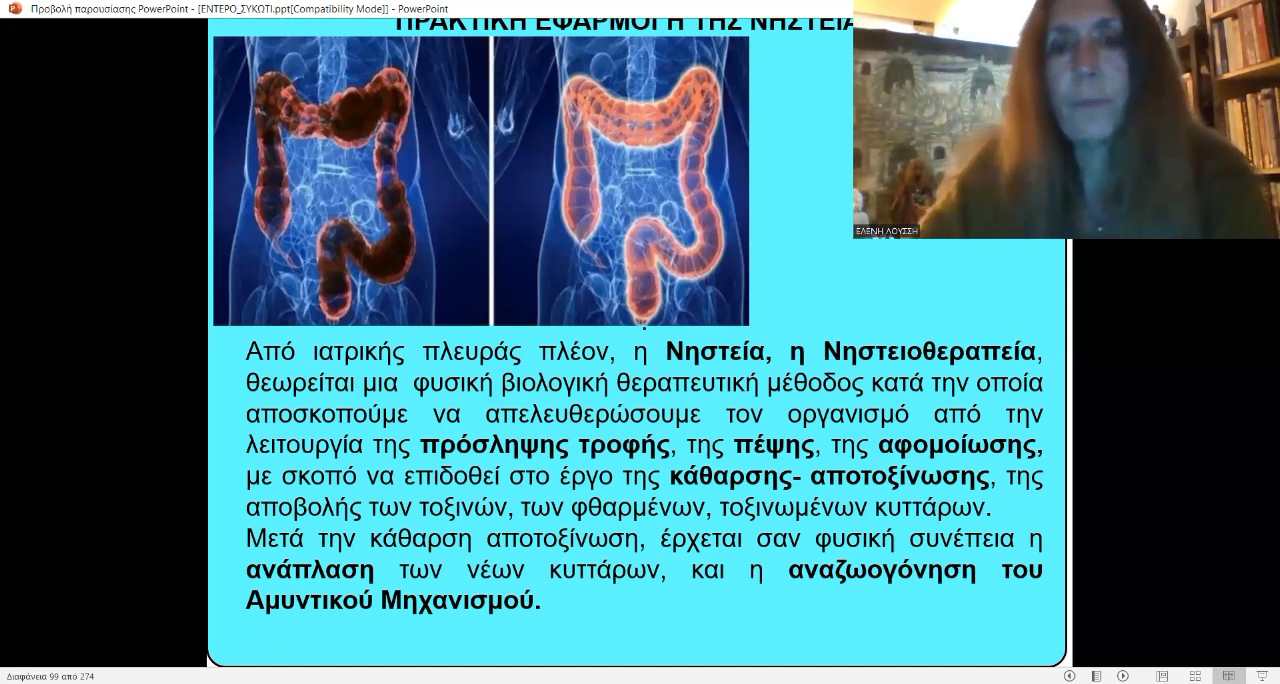 Προβολή παρουσίασης PowerPoint - [ΕΝΤΕΡΟ_ΣΥΚΩΤΙ.ppt[Compatibility Mode]] - PowerPoint
ΠΡΑΚΤΙΚΗ ΕΦΑΡΜΟΓΗ ΤΗΣ ΝΗΣΤΕΙΑ
ΕΛΕΝΗ ΛΟΥΣΣΗ
Από ιατρικής πλευράς πλέον, η Νηστεία, η Νηστειοθεραπεία,
θεωρείται μια φυσική βιολογική θεραπευτική μέθοδος κατά την οποία
αποσκοπούμε να απελευθερώσουμε τον οργανισμό από την
λειτουργία της πρόσληψης τροφής, της πέψης, της αφομοίωσης,
με σκοπό να επιδοθεί στο έργο της κάθαρσης- αποτοξίνωσης, της
αποβολής των τοξινών, των φθαρμένων, τοξινωμένων κυττάρων.
Μετά την κάθαρση αποτοξίνωση, έρχεται σαν φυσική συνέπεια η
ανάπλαση των νέων κυττάρων, και η αναζωογόνηση του
Αμυντικού Μηχανισμού.
Διαφάνεια 99 από 274